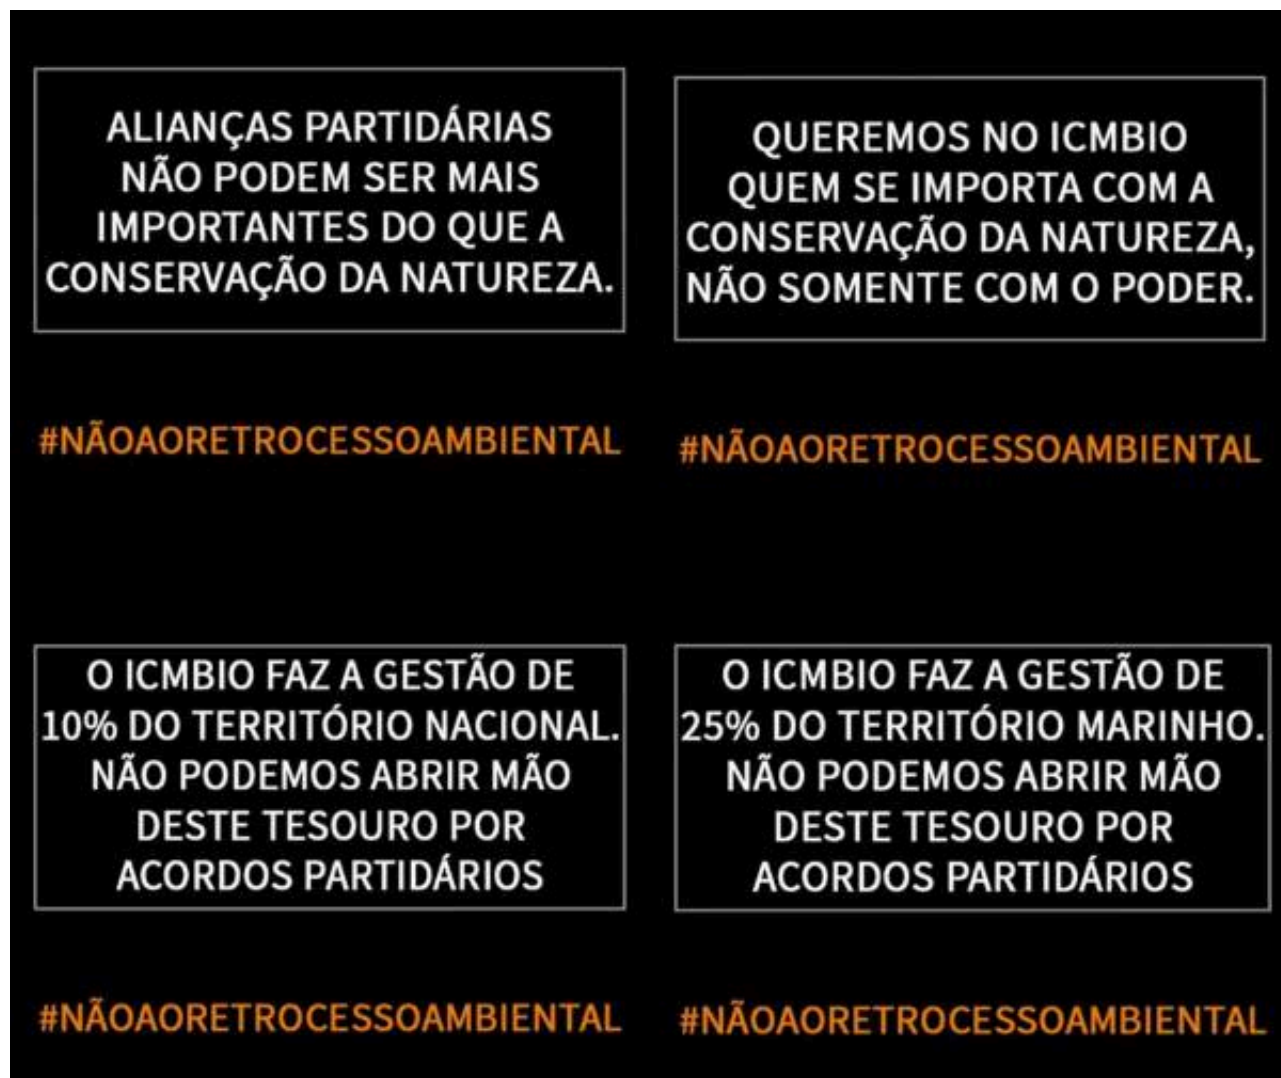 ALIANÇAS PARTIDÁRIAS
NÃO PODEM SER MAIS
IMPORTANTES DO QUE A
CONSERVAÇÃO DA NATUREZA.
#NÃOAORETROCESSOAMBIENTAL
QUEREMOS NO ICMBIO
QUEM SE IMPORTA COM A
CONSERVAÇÃO DA NATUREZA,
NÃO SOMENTE COM O PODER.
#NÃOAORETROCESSOAMBIENTAL
O ICMBIO FAZ A GESTÃO DE
10% DO TERRITÓRIO NACIONAL.
NÃO PODEMOS ABRIR MÃO
DESTE TESOURO POR
ACORDOS PARTIDÁRIOS
#NÃOAORETROCESSOAMBIENTAL
O ICMBIO FAZ A GESTÃO DE
25% DO TERRITÓRIO MARINHO.
NÃO PODEMOS ABRIR MÃO
DESTE TESOURO POR
ACORDOS PARTIDÁRIOS
#NÃOAORETROCESSOAMBIENTAL